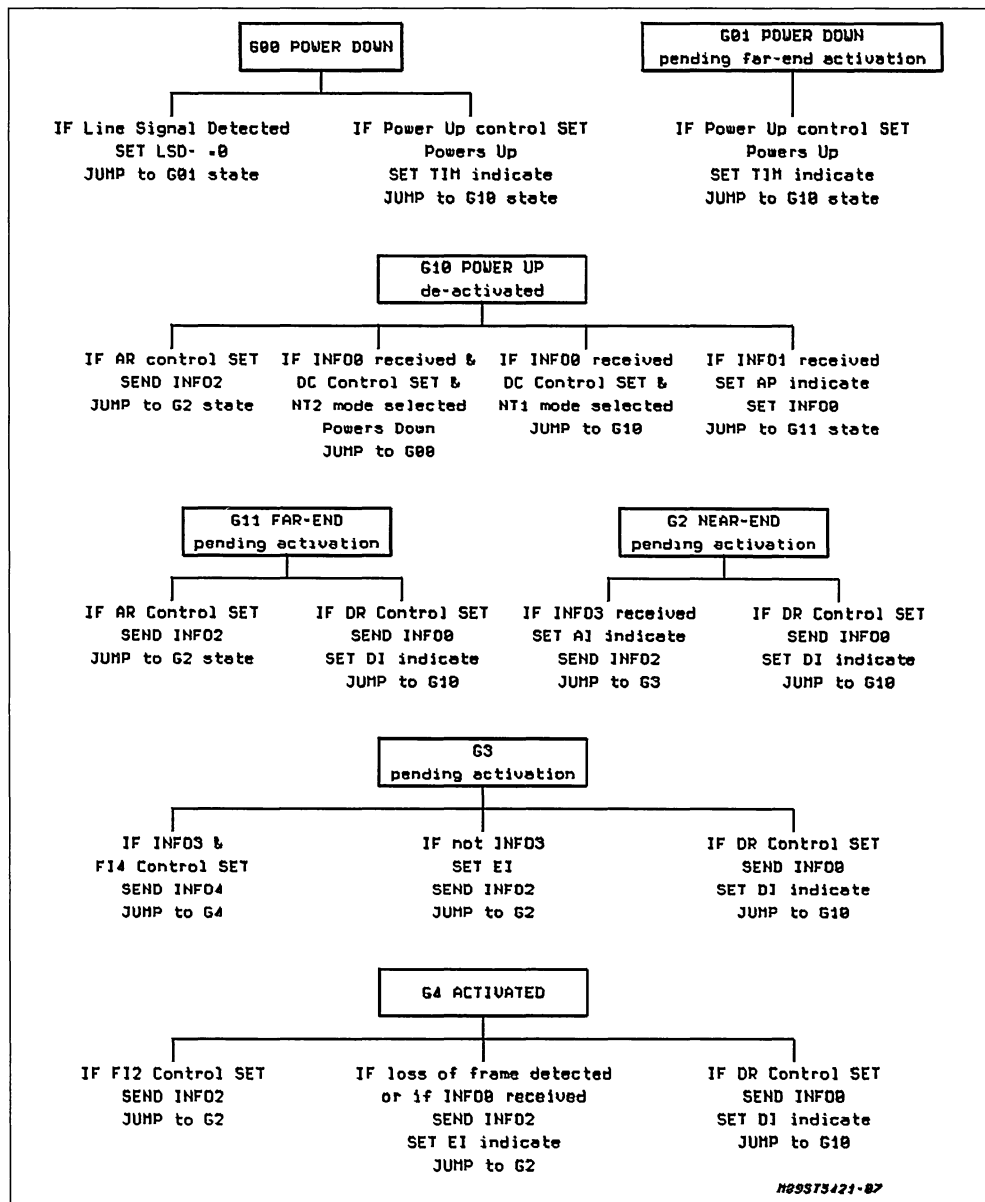 G00 POWER DOWN
G01 POWER DOWN
pending far-end activation
IF Line Signal Detected
SET LSD- =0
JUMP to G01 state
IF Power Up control SET
Powers Up
SET TIM indicate
JUMP to G10 state
IF Power Up control SET
Powers Up
SET TIM indicate
JUMP to G10 state
G10 POWER UP
de-activated
IF AR control SET
SEND INFO2
JUMP to G2 state
IF INFO0 received &
DC Control SET &
NT2 mode selected
Powers Down
JUMP to G00
IF INFO0 received
DC Control SET &
NT1 mode selected
JUMP to G10
IF INFO1 received
SET AP indicate
SET INFO0
JUMP to G11 state
G11 FAR-END
pending activation
G2 NEAR-END
pending activation
IF AR Control SET
SEND INFO2
JUMP to G2 state
IF DR Control SET
SEND INFO0
SET DI indicate
JUMP to G10
IF INFO3 received
SET AI indicate
SEND INFO2
JUMP to G3
IF DR Control SET
SEND INFO0
SET DI indicate
JUMP to G10
G3
pending activation
IF INFO3 &
FI4 Control SET
SEND INFO4
JUMP to G4
IF not INFO3
SET EI
SEND INFO2
JUMP to G2
IF DR Control SET
SEND INFO0
SET DI indicate
JUMP to G10
G4 ACTIVATED
IF FI2 Control SET
SEND INFO2
JUMP to G2
IF loss of frame detected
or if INFO0 received
SEND INFO2
SET EI indicate
JUMP to G2
IF DR Control SET
SEND INFO0
SET DI indicate
JUMP to G10
M09ST5421-07